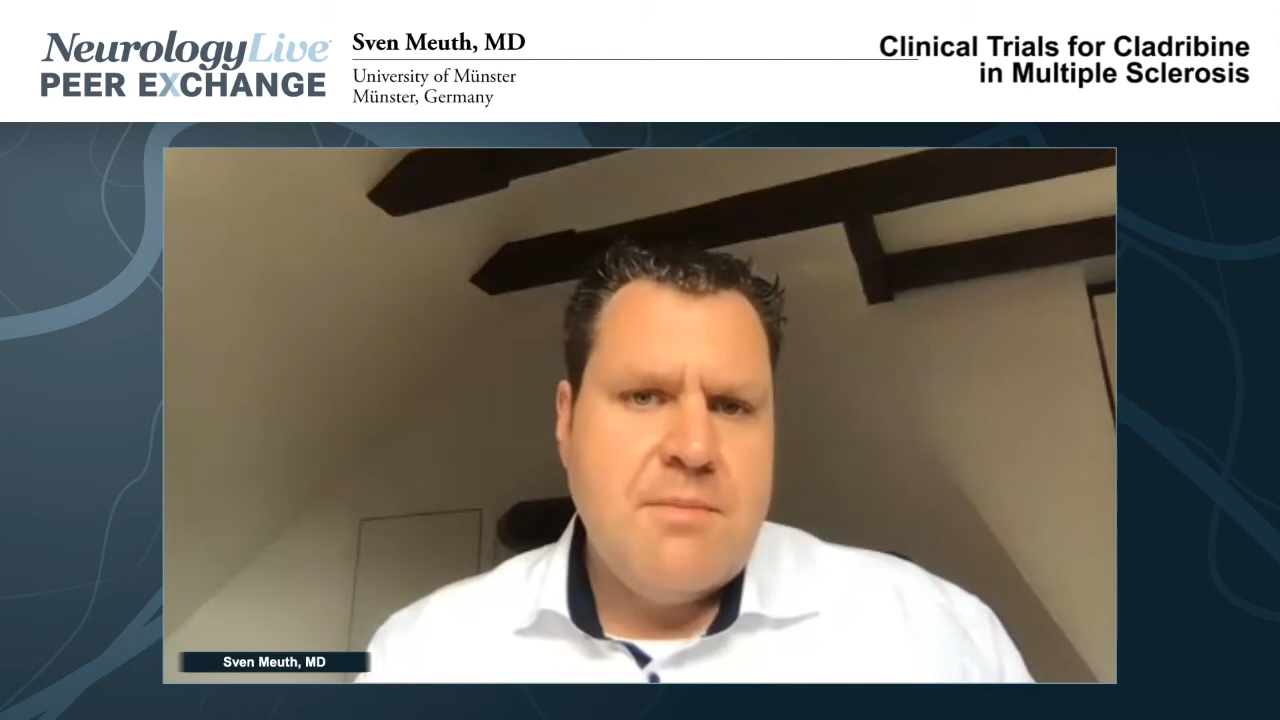 NeurologyLive
PEER EXCHANGE
Sven Meuth, MD
University of Münster
Münster, Germany
Clinical Trials for Cladribine
in Multiple Sclerosis
Sven Meuth, MD